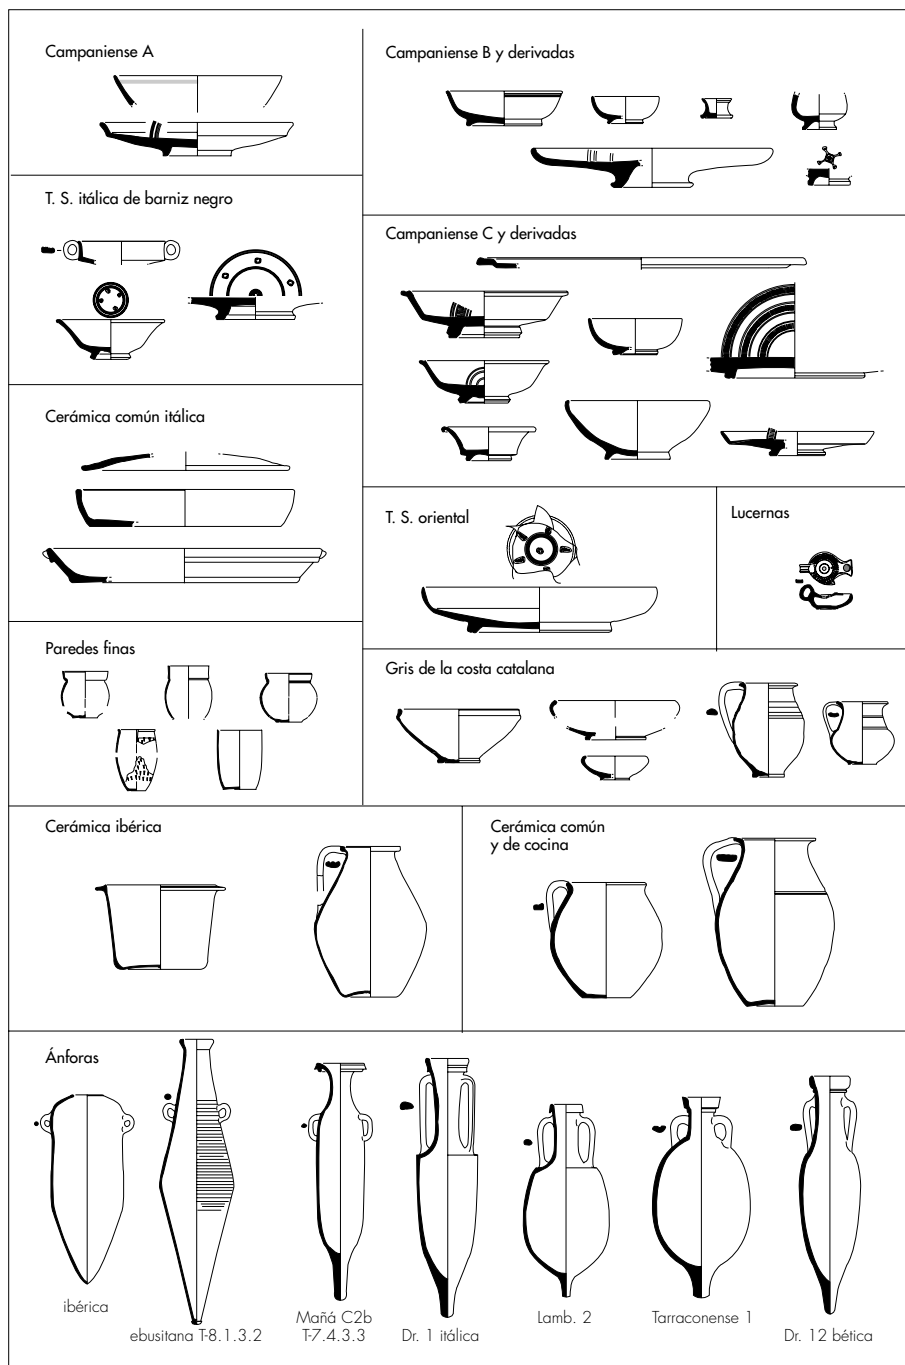 Campaniense A
Campaniense B y derivadas
T. S. itálica de barniz negro
Campaniense C y derivadas
Cerámica común itálica
T. S. oriental
Lucernas
Paredes finas
Gris de la costa catalana
Cerámica ibérica
Cerámica común
y de cocina
Ánforas
ibérica
ebusitana T-8.1.3.2
Mañá C2b
T-7.4.3.3
Dr. 1 itálica
Lamb. 2
Tarraconense 1
Dr. 12 bética